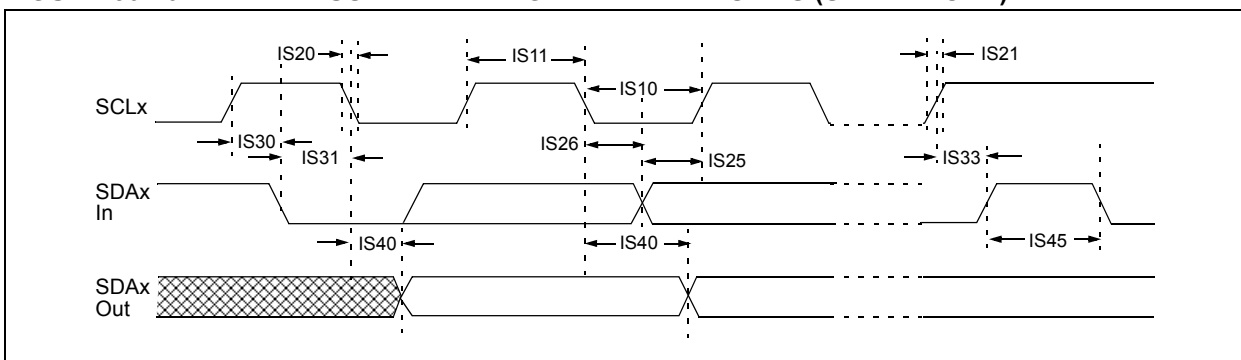 IS20
IS11
IS21
IS10
SCLx
IS30
IS26
IS31
IS25
IS33
SDAx
In
IS40
IS40
IS45
SDAx
Out